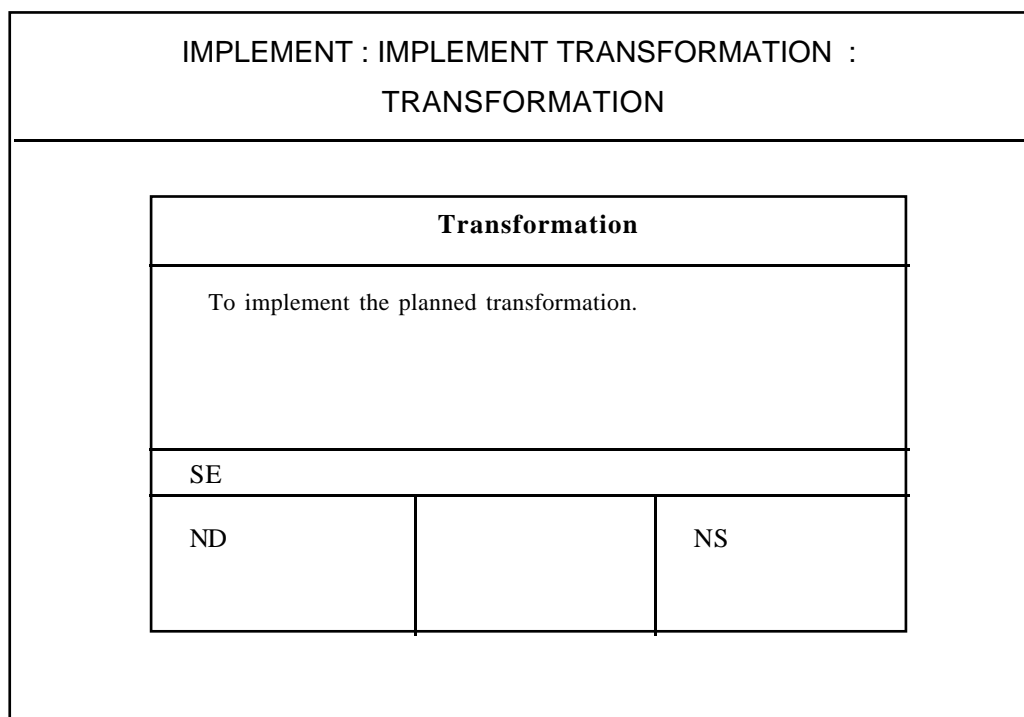 IMPLEMENT : IMPLEMENT TRANSFORMATION :
TRANSFORMATION
Transformation
To implement the planned transformation.
SE
ND NS